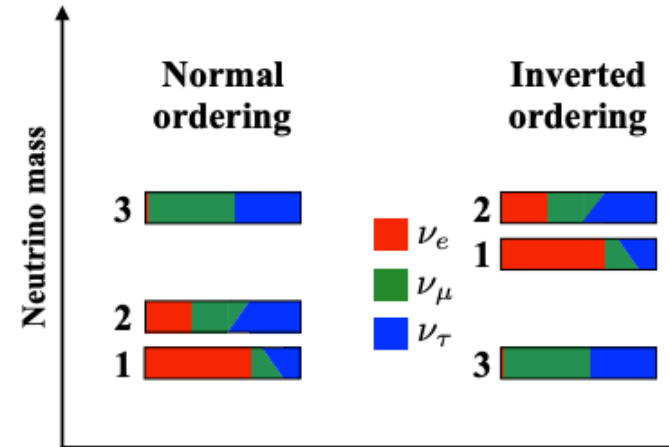 Normal
ordering
Inverted
ordering
Neutrino mass
3
2
1
νe
νμ
ντ
2
1
3